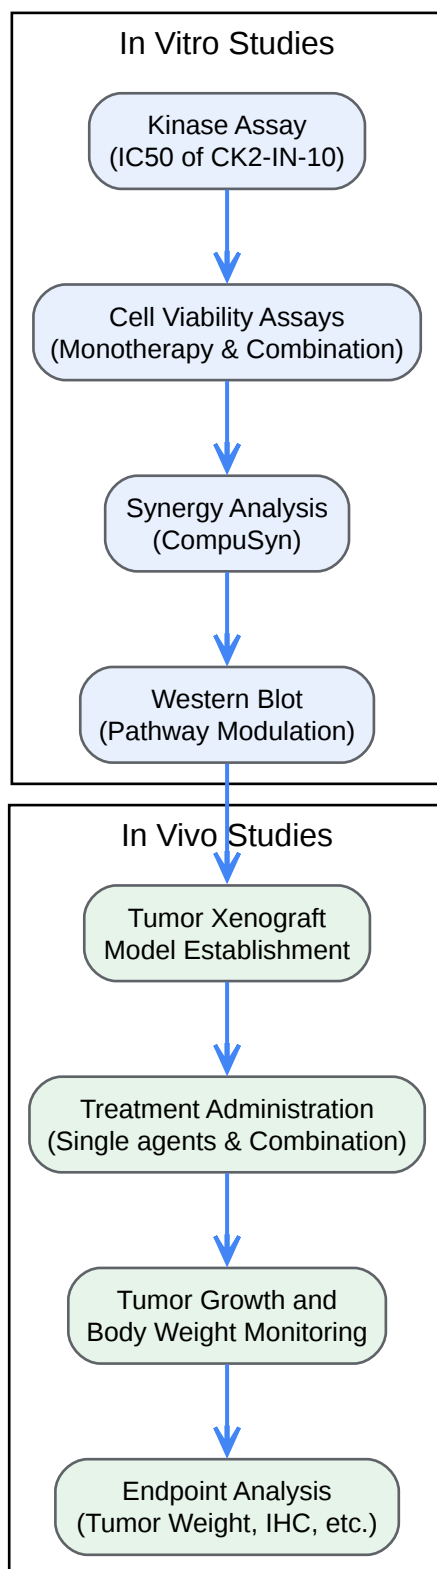 In Vitro Studies
Kinase Assay
(IC50 of CK2-IN-10)
Cell Viability Assays
(Monotherapy & Combination)
Synergy Analysis
(CompuSyn)
Western Blot
(Pathway Modulation)
In Vivo Studies
Tumor Xenograft
Model Establishment
Treatment Administration
(Single agents & Combination)
Tumor Growth and
Body Weight Monitoring
Endpoint Analysis
(Tumor Weight, IHC, etc.)